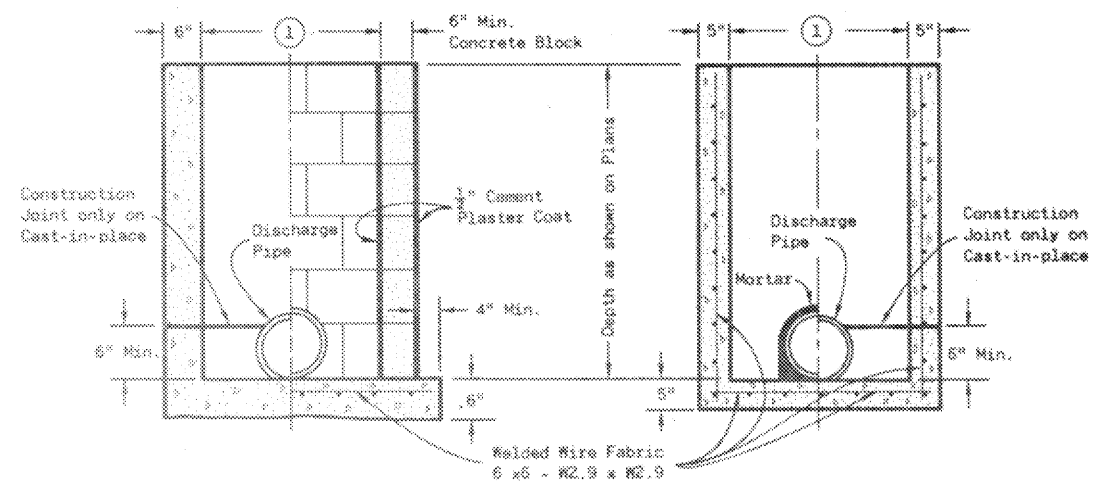 6"
1
6" Min.
Concrete Block
5"
1
5"
Construction
Joint only on
Cast-in-place
Discharge
Pipe
½" Cement
Plaster Coat
Depth as shown on Plans
Discharge
Pipe
Construction
Joint only on
Cast-in-place
Mortar
4" Min.
6" Min.
6" Min.
.6"
5"
Welded Wire Fabric
6 x6 - W2.9 x W2.9